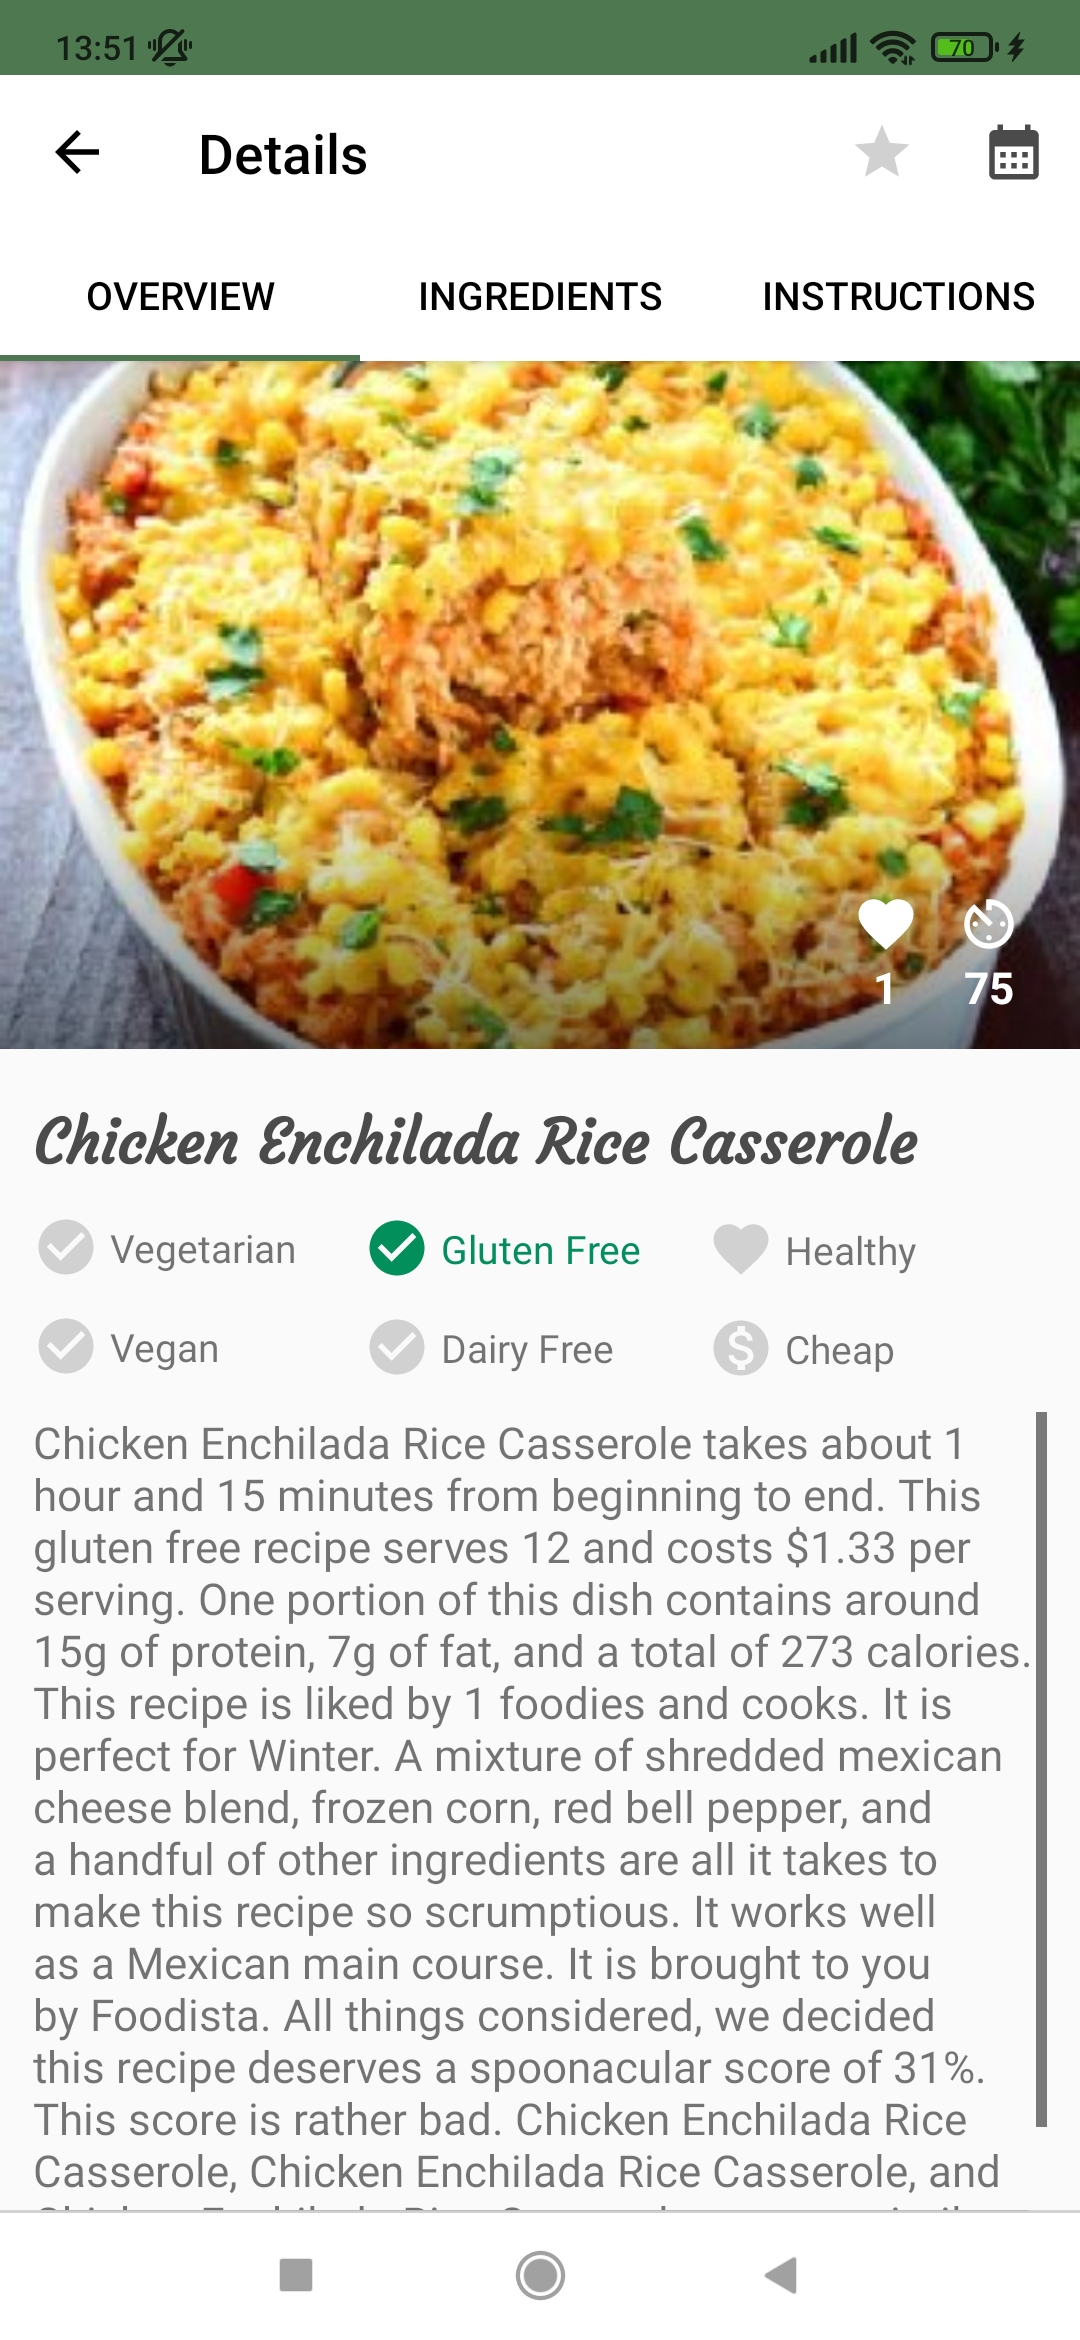 13:51
70
Details
OVERVIEW
INGREDIENTS
INSTRUCTIONS
1
75
Chicken Enchilada Rice Casserole
Vegetarian
Gluten Free
Healthy
Vegan
Dairy Free
Cheap
Chicken Enchilada Rice Casserole takes about 1
hour and 15 minutes from beginning to end. This
gluten free recipe serves 12 and costs $1.33 per
serving. One portion of this dish contains around
15g of protein, 7g of fat, and a total of 273 calories.
This recipe is liked by 1 foodies and cooks. It is
perfect for Winter. A mixture of shredded mexican
cheese blend, frozen corn, red bell pepper, and
a handful of other ingredients are all it takes to
make this recipe so scrumptious. It works well
as a Mexican main course. It is brought to you
by Foodista. All things considered, we decided
this recipe deserves a spoonacular score of 31%.
This score is rather bad. Chicken Enchilada Rice
Casserole, Chicken Enchilada Rice Casserole, and